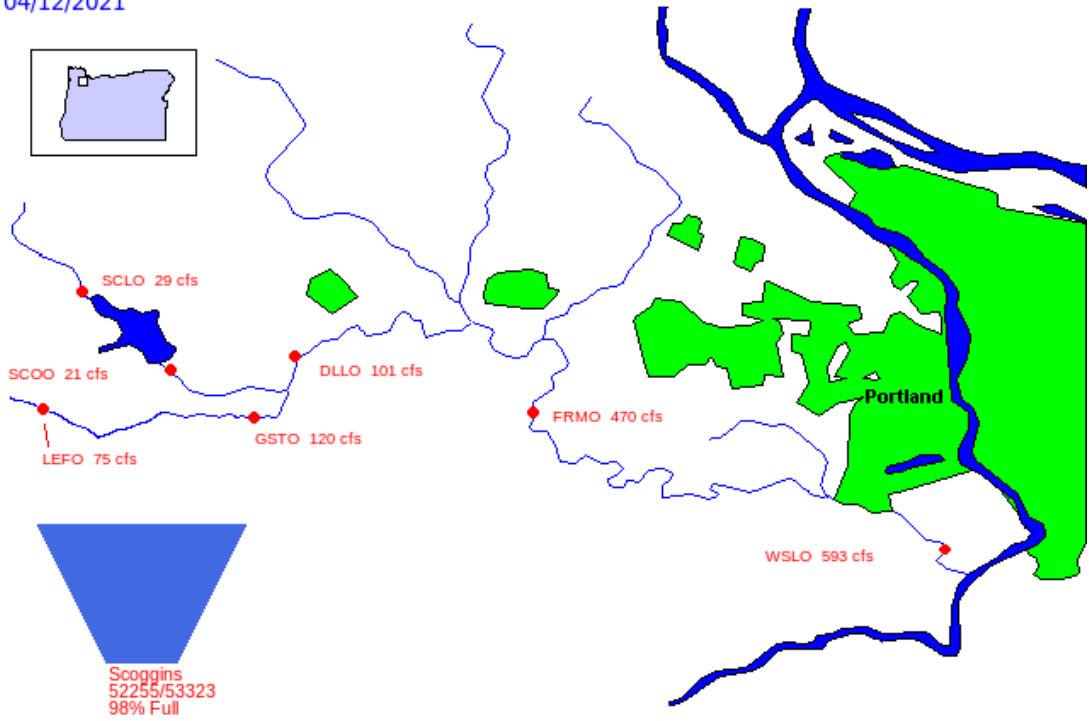 04/12/2021
SCLO 29 cfs
SCOO 21 cfs
DLLO 101 cfs
Portland
FRMO 470 cfs
GSTO 120 cfs
LEFO 75 cfs
WSLO 593 cfs
Scoggins
52255/53323
98% Full